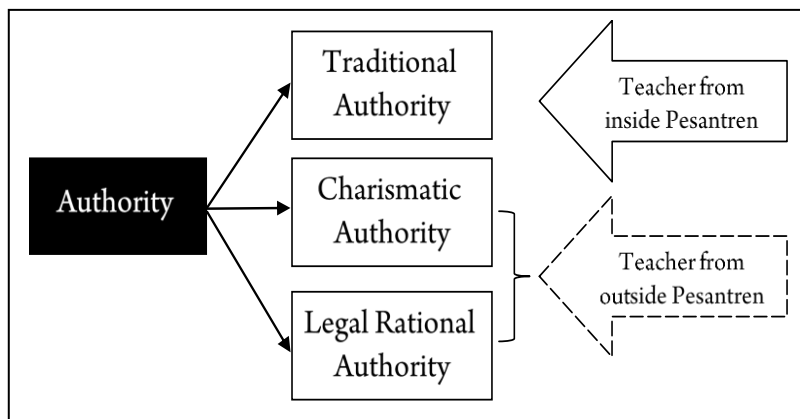 Traditional
Authority
Teacher from
inside Pesantren
Authority
Charismatic
Authority
Teacher from
outside Pesantren
Legal Rational
Authority